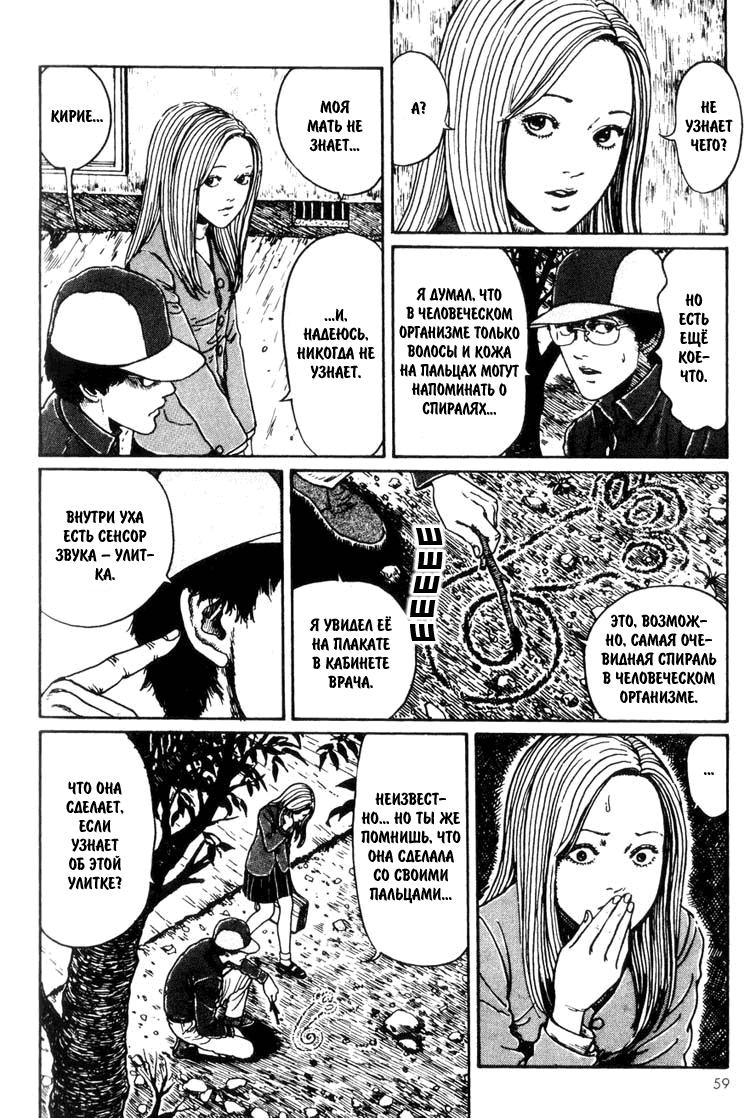 КИРИЕ...
МОЯ
МАТЬ НЕ
ЗНАЕТ...
...И,
НАДЕЮСЬ,
НИКОГДА НЕ
УЗНАЕТ.
А?
НЕ
УЗНАЕТ
ЧЕГО?
Я ДУМАЛ, ЧТО
В ЧЕЛОВЕЧЕСКОМ
ОРГАНИЗМЕ ТОЛЬКО
ВОЛОСЫ И КОЖА
НА ПАЛЬЦАХ МОГУТ
НАПОМИНАТЬ О
СПИРАЛЯХ...
НО
ЕСТЬ
ЕЩЁ
КОЕ-
ЧТО.
ВНУТРИ УХА
ЕСТЬ СЕНСОР
ЗВУКА – УЛИТ-
КА.
Я УВИДЕЛ ЕЁ
НА ПЛАКАТЕ
В КАБИНЕТЕ
ВРАЧА.
ЕЕЕЕЕЕ
ЭТО, ВОЗМОЖ-
НО, САМАЯ ОЧЕ-
ВИДНАЯ СПИРАЛЬ
В ЧЕЛОВЕЧЕСКОМ
ОРГАНИЗМЕ.
ЧТО ОНА
СДЕЛАЕТ,
ЕСЛИ
УЗНАЕТ
ОБ ЭТОЙ
УЛИТКЕ?
НЕИЗВЕСТ-
НО... НО ТЫ ЖЕ
ПОМНИШЬ, ЧТО
ОНА СДЕЛАЛА
СО СВОИМИ
ПАЛЬЦАМИ...
...
59